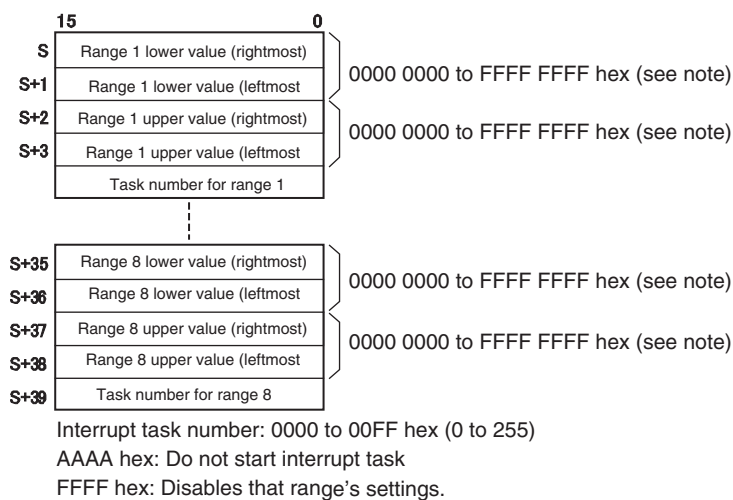 15 0
S Range 1 lower value (rightmost)
0000 0000 to FFFF FFFF hex (see note)
S+1 Range 1 lower value (leftmost
S+2 Range 1 upper value (rightmost)
0000 0000 to FFFF FFFF hex (see note)
S+3 Range 1 upper value (leftmost
Task number for range 1
S+35 Range 8 lower value (rightmost)
0000 0000 to FFFF FFFF hex (see note)
S+36 Range 8 lower value (leftmost
S+37 Range 8 upper value (rightmost)
0000 0000 to FFFF FFFF hex (see note)
S+38 Range 8 upper value (leftmost
S+39 Task number for range 8
Interrupt task number: 0000 to 00FF hex (0 to 255)
AAAA hex: Do not start interrupt task
FFFF hex: Disables that range's settings.